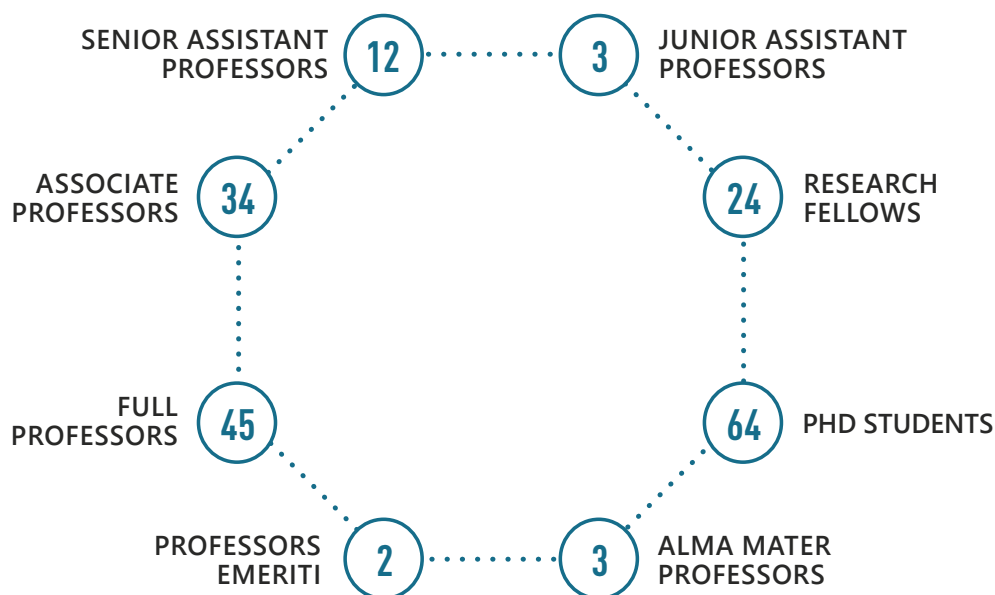 SENIOR ASSISTANT
PROFESSORS
12
3
JUNIOR ASSISTANT
PROFESSORS
ASSOCIATE
PROFESSORS
34
24
RESEARCH
FELLOWS
FULL
PROFESSORS
45
64
PHD STUDENTS
PROFESSORS
EMERITI
2
3
ALMA MATER
PROFESSORS